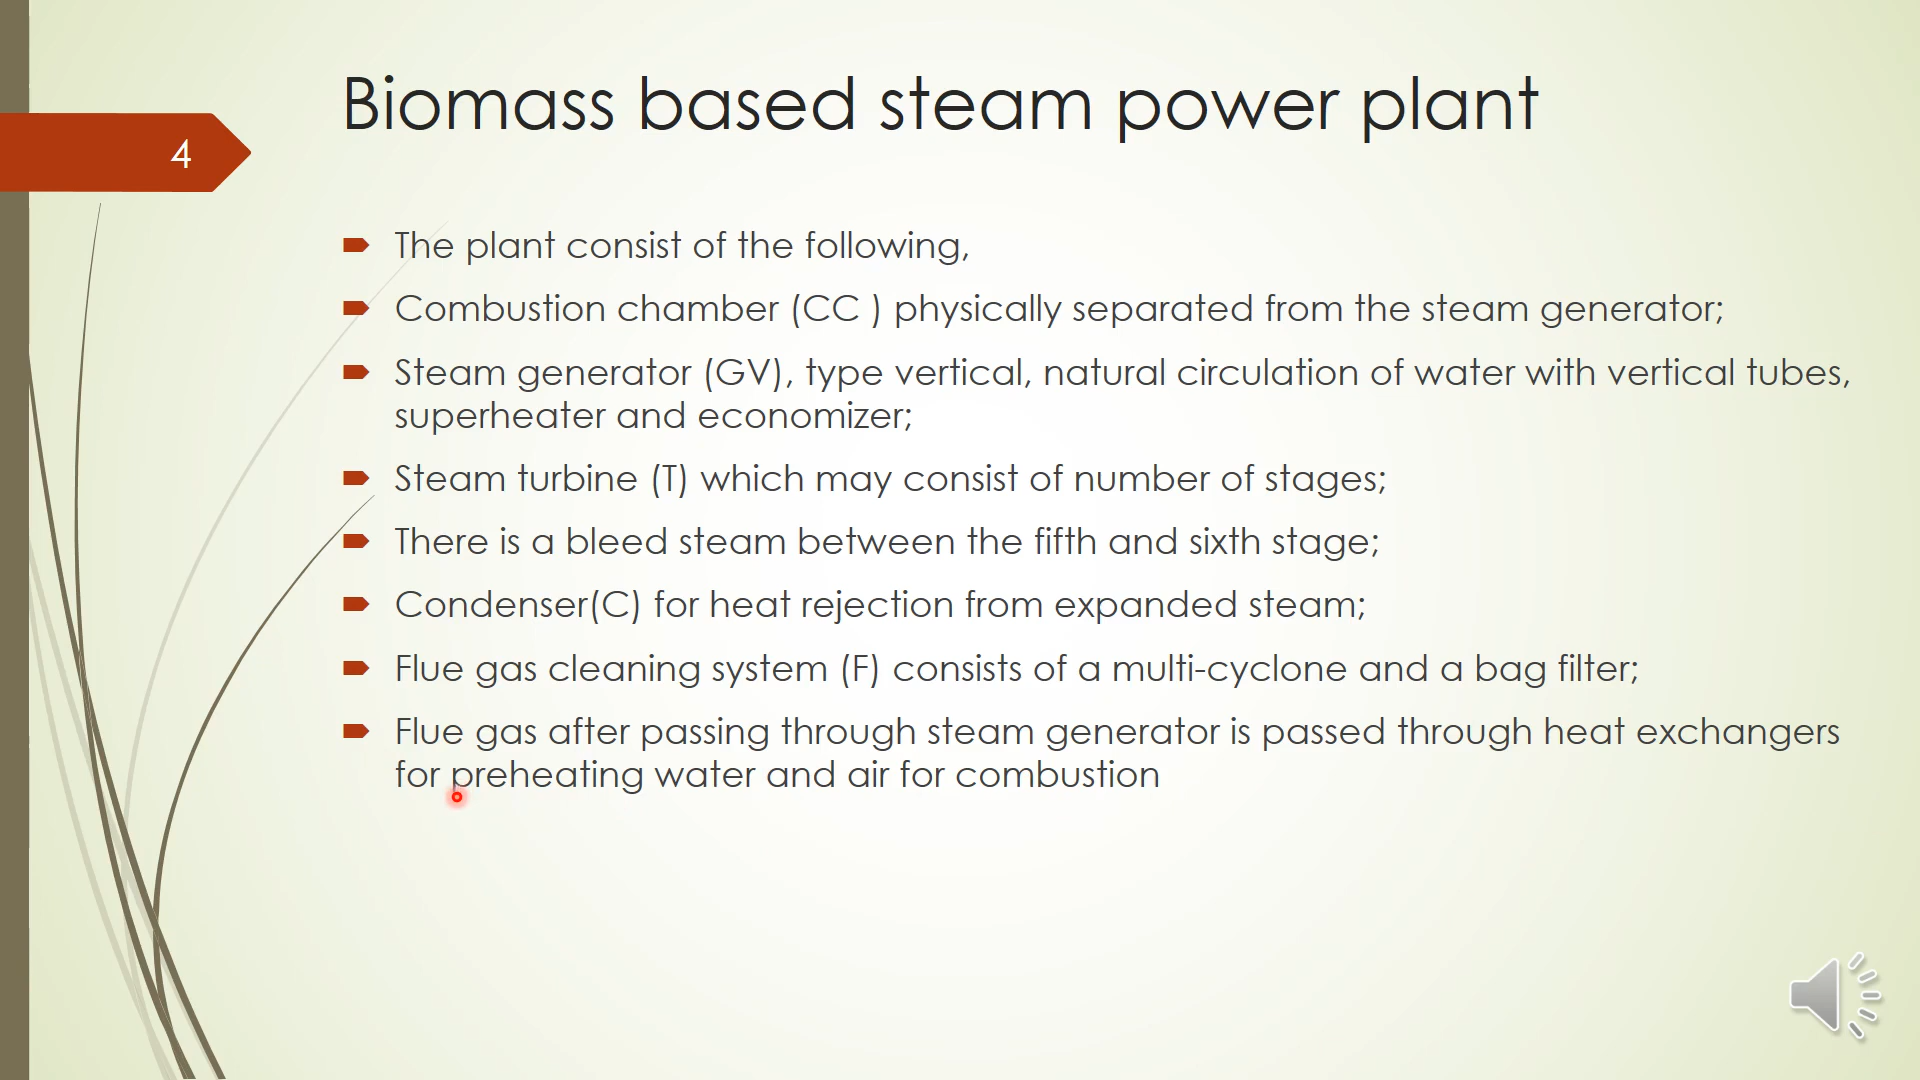 Biomass based steam power plant
4
The plant consist of the following,
Combustion chamber (CC ) physically separated from the steam generator;
Steam generator (GV), type vertical, natural circulation of water with vertical tubes,
superheater and economizer;
Steam turbine (T) which may consist of number of stages;
There is a bleed steam between the fifth and sixth stage;
Condenser(C) for heat rejection from expanded steam;
Flue gas cleaning system (F) consists of a multi-cyclone and a bag filter;
Flue gas after passing through steam generator is passed through heat exchangers
for preheating water and air for combustion